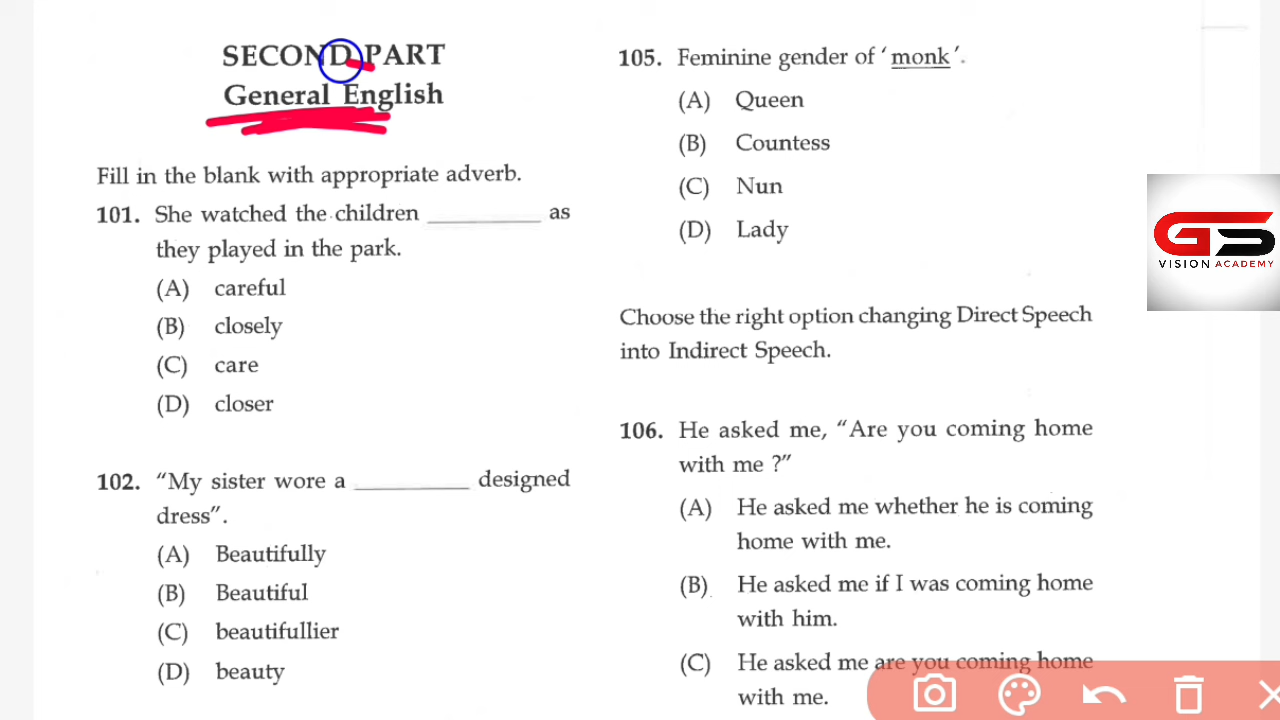 SECOND PART
General English
Fill in the blank with appropriate adverb.
101. She watched the children __________ as
they played in the park.
(A) careful
(B) closely
(C) care
(D) closer
102. “My sister wore a __________ designed
dress”.
(A) Beautifully
(B) Beautiful
(C) beautifullier
(D) beauty
105. Feminine gender of ‘monk’.
(A) Queen
(B) Countess
(C) Nun
(D) Lady
Choose the right option changing Direct Speech
into Indirect Speech.
106. He asked me, “Are you coming home
with me ?”
(A) He asked me whether he is coming
home with me.
(B) He asked me if I was coming home
with him.
(C) He asked me are you coming home
with me.
GS
VISION ACADEMY